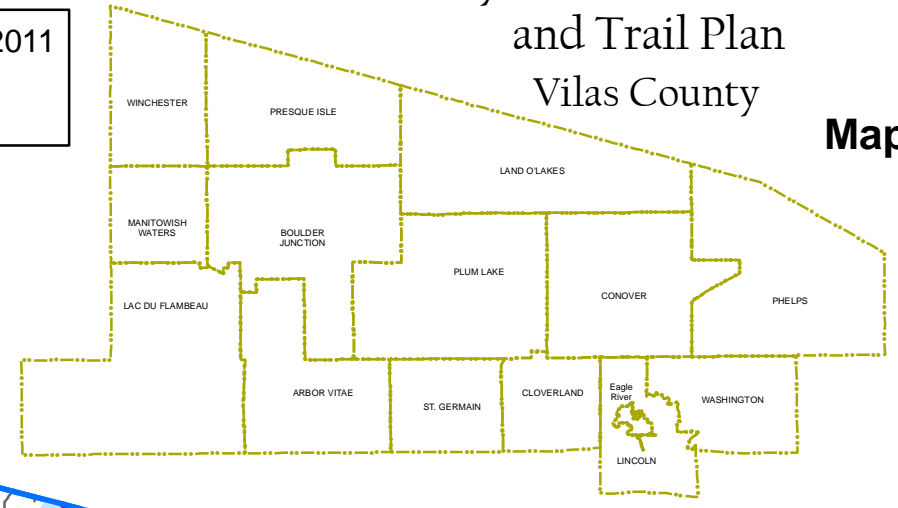 2011
and Trail Plan
Vilas County
Map
WINCHESTER
PRESQUE ISLE
LAND O'LAKES
MANITOWISH
WATERS
BOULDER
JUNCTION
PLUM LAKE
CONOVER
PHELPS
LAC DU FLAMBEAU
ARBOR VITAE
ST. GERMAIN
CLOVERLAND
Eagle
River
WASHINGTON
LINCOLN